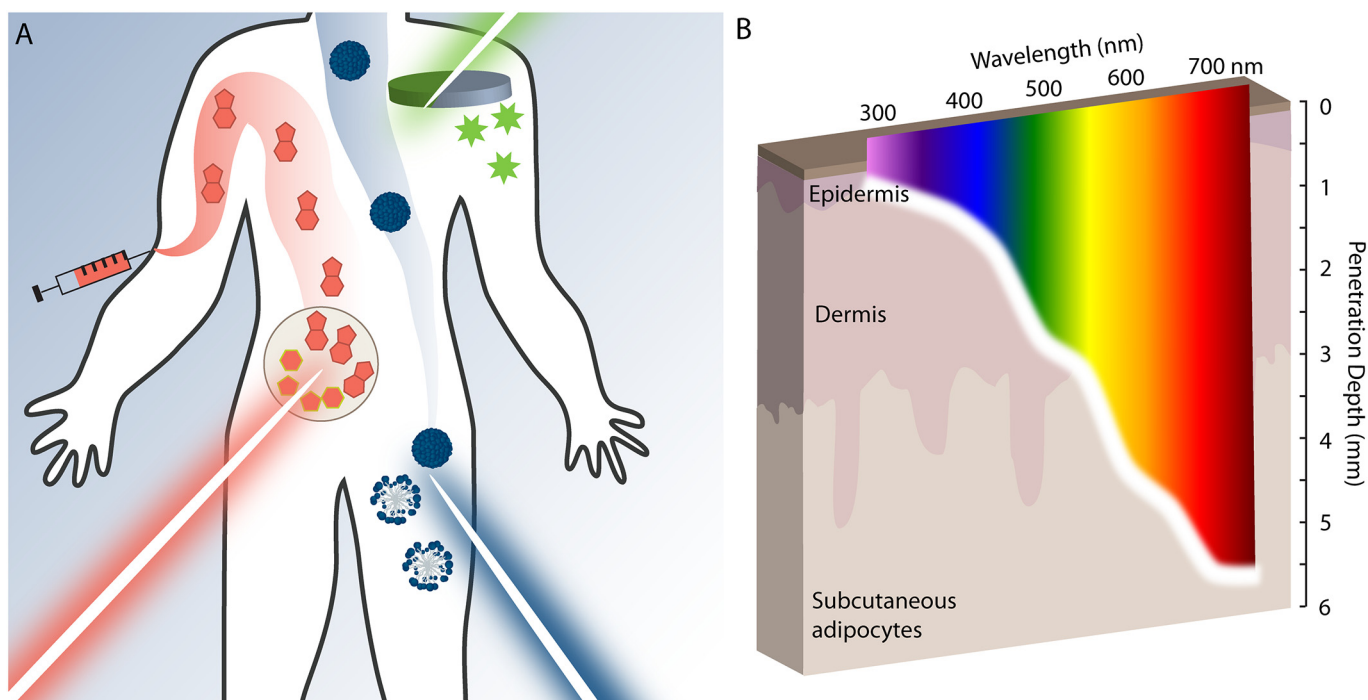 A
B
Wavelength (nm)
300
400
500
600
700 nm
0
1
2
3
4
5
6
Penetration Depth (mm)
Epidermis
Dermis
Subcutaneous
adipocytes